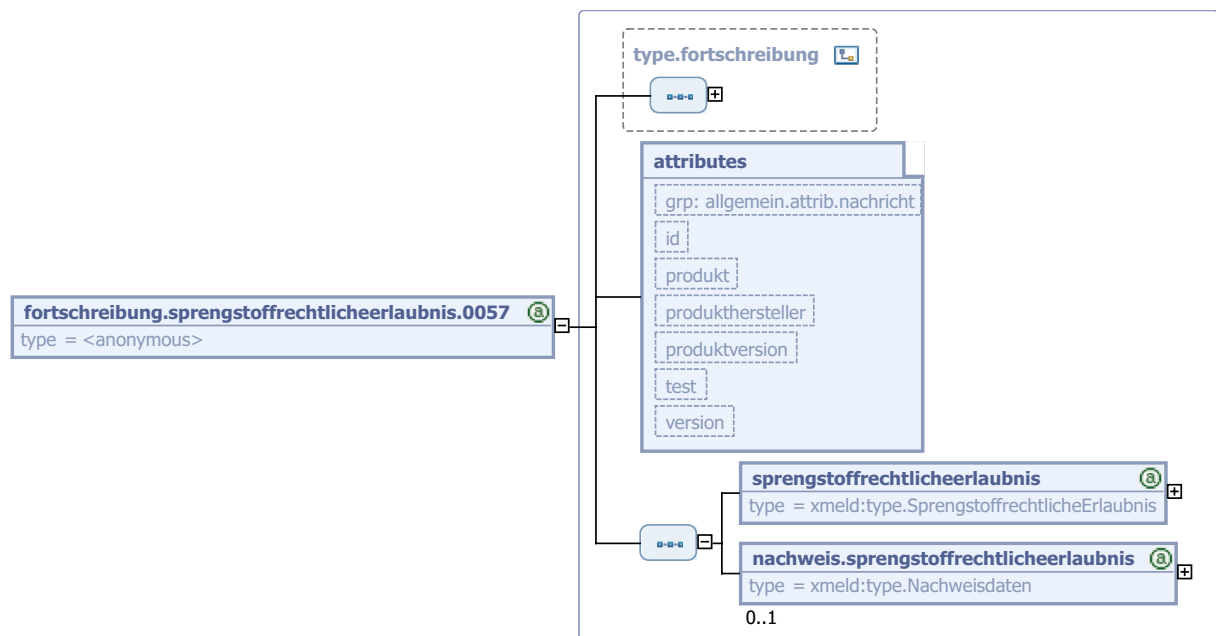 type.fortschreibung
attributes
grp: allgemein.attrib.nachricht
id
produkt
produkthersteller
produktversion
test
version
fortschreibung.sprengstoffrechtlicheerlaubnis.0057 a
type = <anonymous>
sprengstoffrechtlicheerlaubnis a
type = xmeld:type.SprengstoffrechtlicheErlaubnis
nachweis.sprengstoffrechtlicheerlaubnis a
type = xmeld:type.Nachweisdaten
0..1